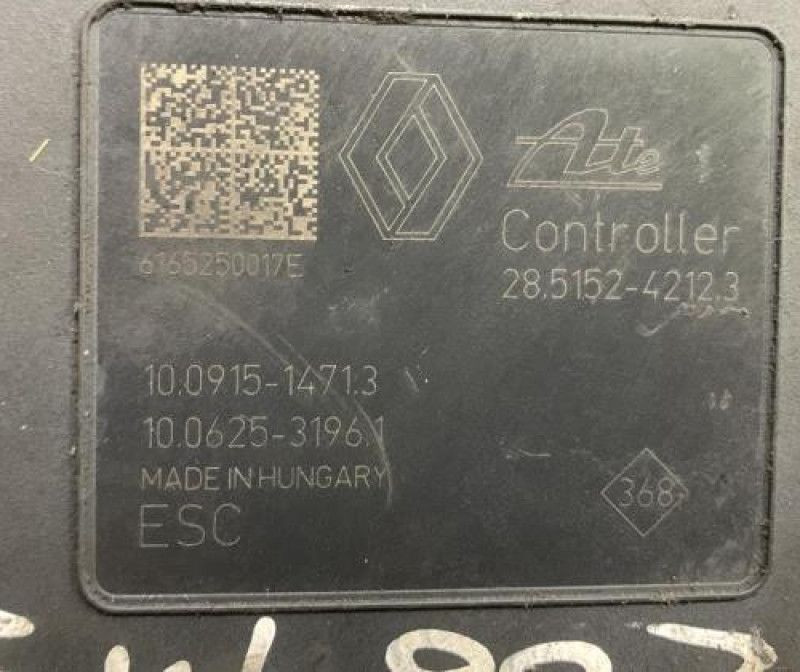 6165250017E
Ate
Controller
28.5152-4212.3
10.0915-1471.3
10.0625-3196.1
MADE IN HUNGARY
ESC
368